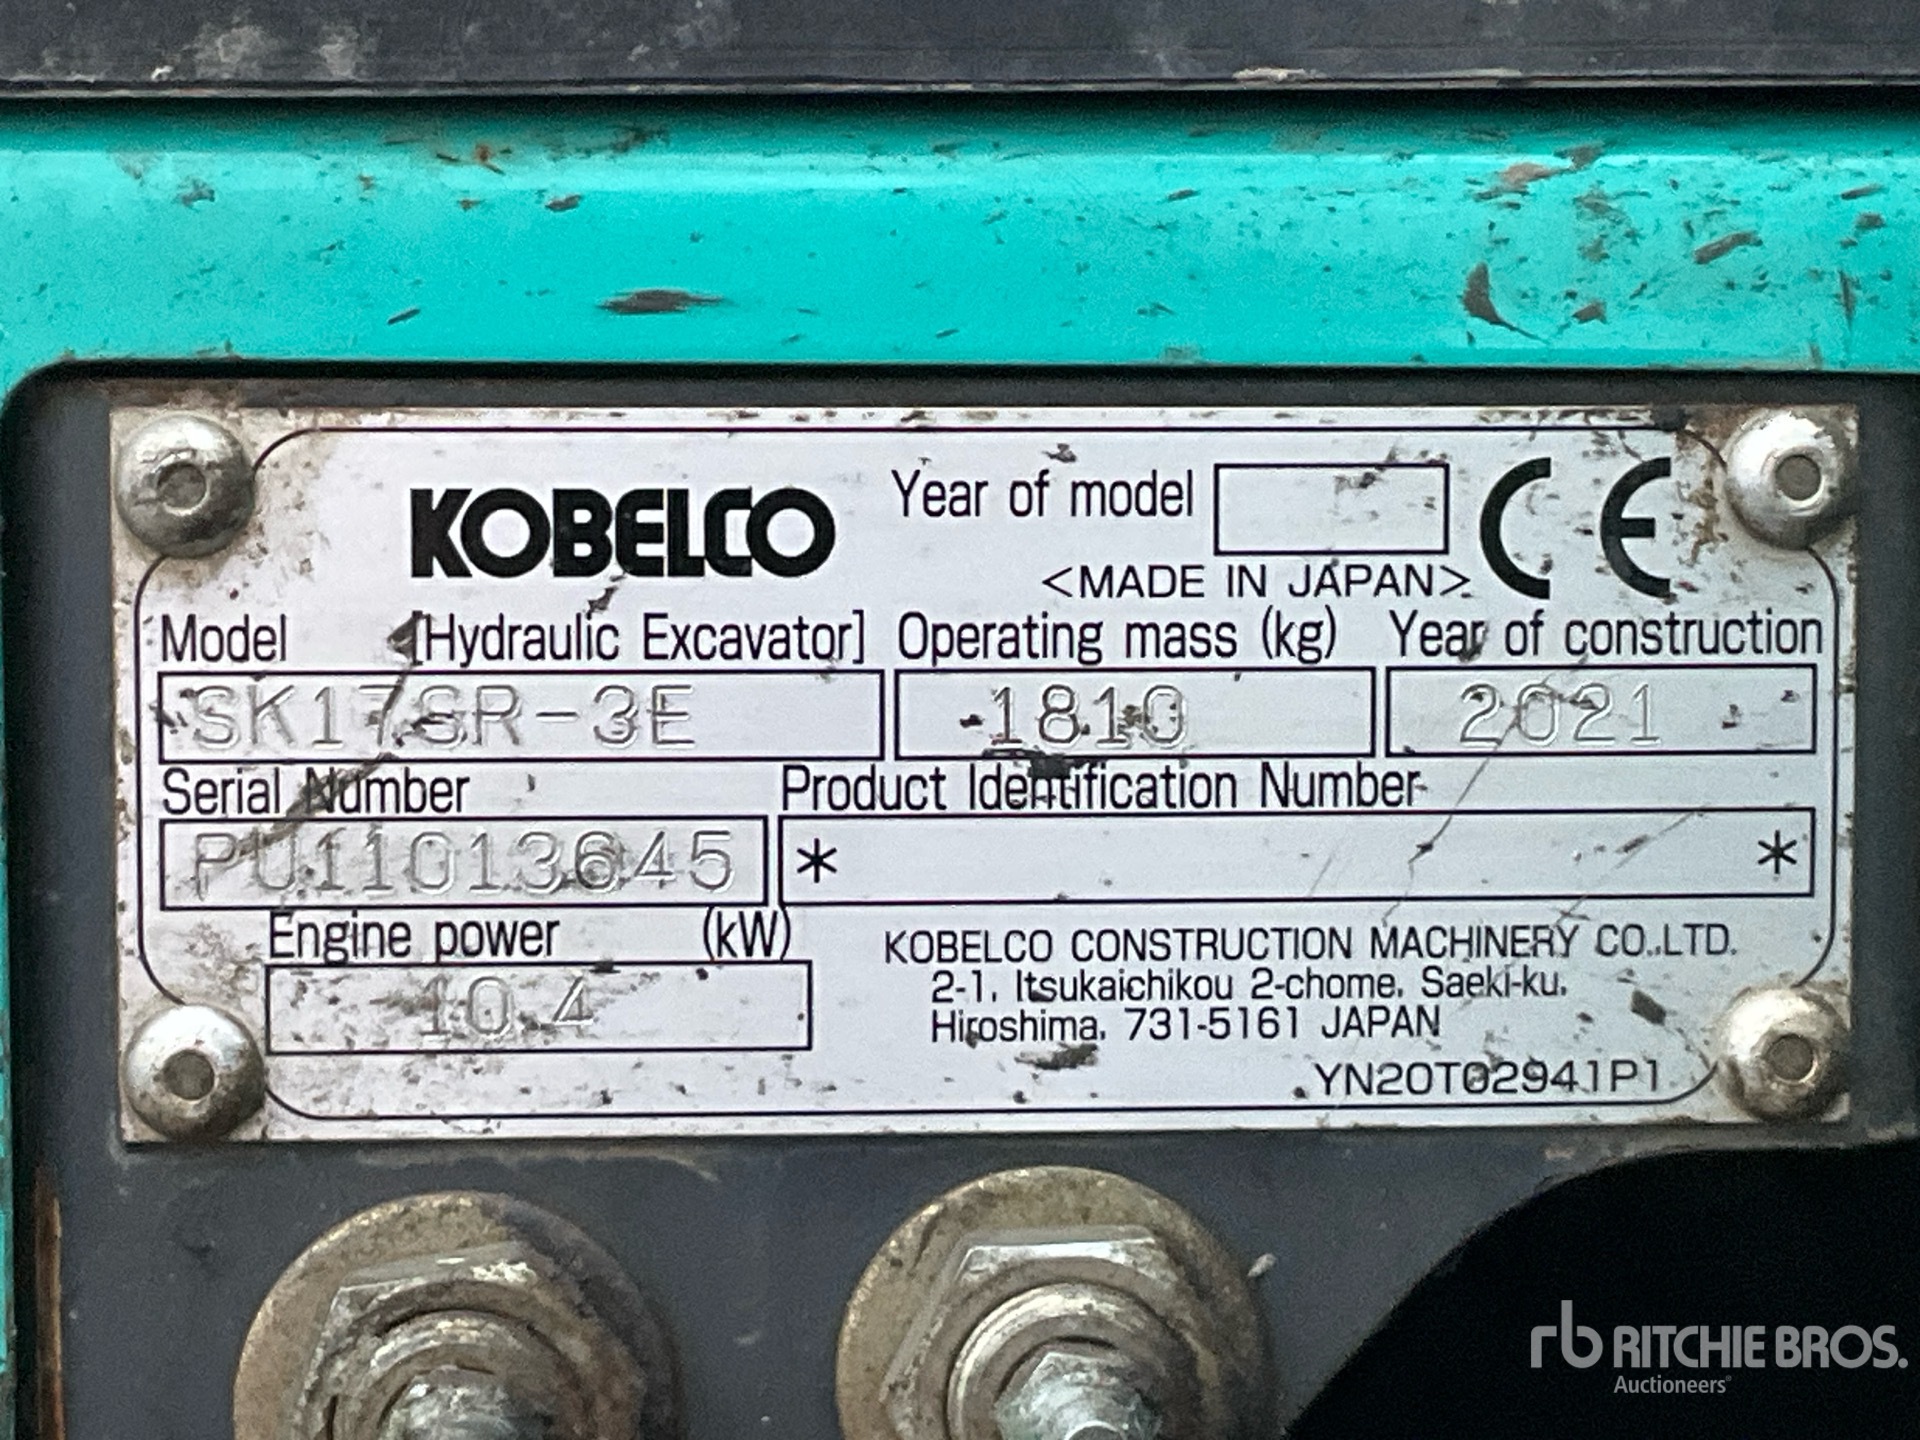 KOBELCO
Year of model
<MADE IN JAPAN>
CE
Model [Hydraulic Excavator] Operating mass (kg) Year of construction
SK17SR-3E 1810 2021
Serial Number Product Identification Number
PU11013645 * *
Engine power (kW)
10.4
KOBELCO CONSTRUCTION MACHINERY CO.,LTD.
2-1, Itsukaichikou 2-chome, Saeki-ku,
Hiroshima, 731-5161 JAPAN
YN20T02941P1
rb RITCHIE BROS.
Auctioneers